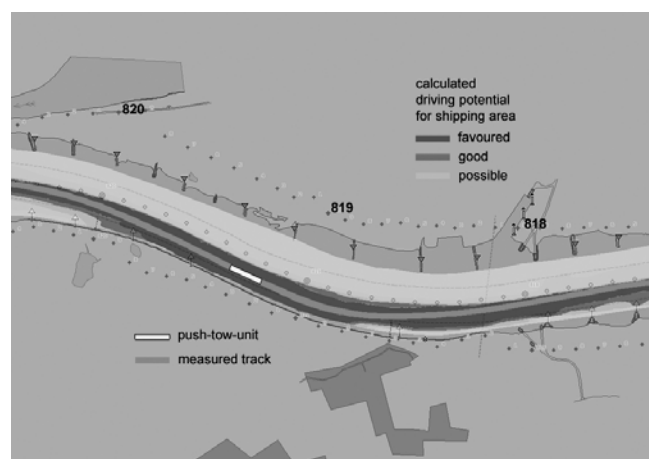 calculated
driving potential
for shipping area
favoured
good
possible
820
819
818
push-tow-unit
measured track